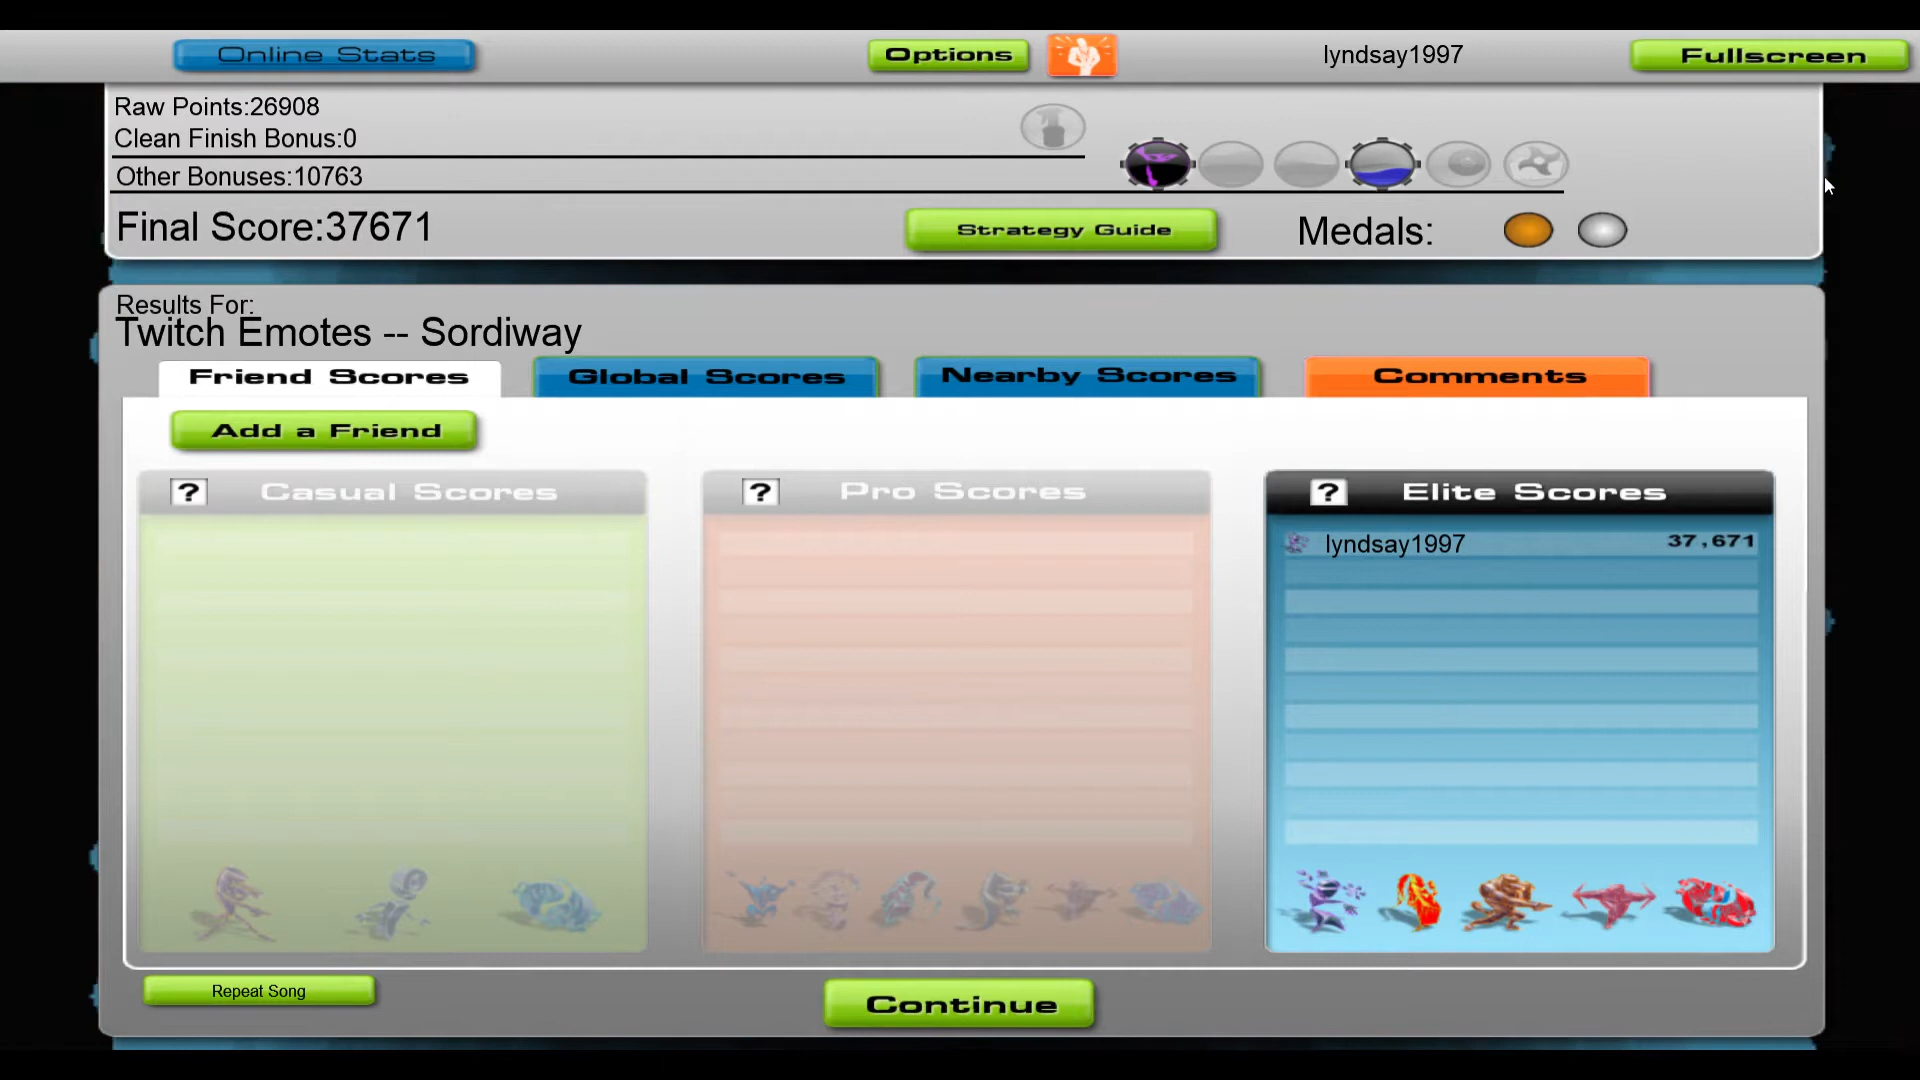 Online Stats
Options
lyndsay1997
Fullscreen
Raw Points:26908
Clean Finish Bonus:0
Other Bonuses:10763
Final Score:37671
Strategy Guide
Medals:
Results For:
Twitch Emotes -- Sordiway
Friend Scores
Global Scores
Nearby Scores
Comments
Add a Friend
? Casual Scores
? Pro Scores
? Elite Scores
lyndsay1997 37,671
Repeat Song
Continue